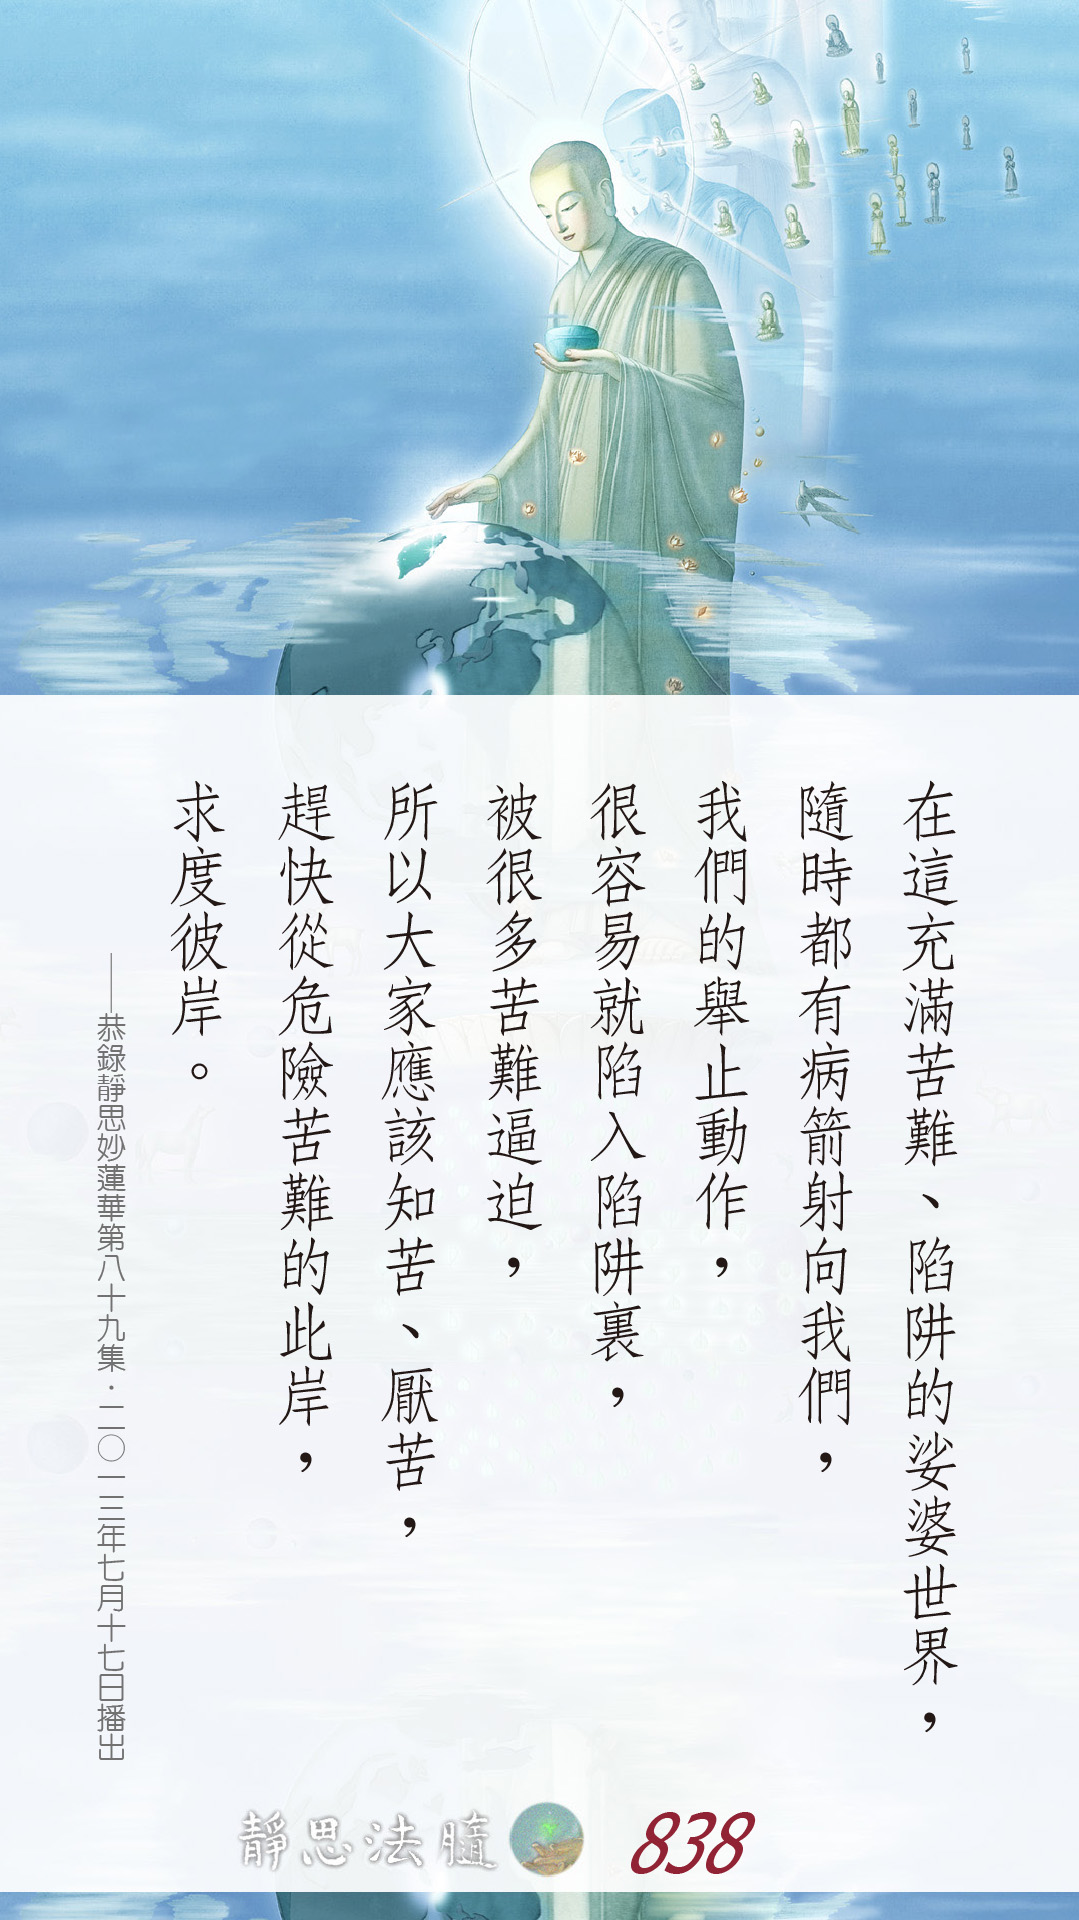 在這充滿苦難、陷阱的娑婆世界，
隨時都有病箭射向我們，
我們的舉止動作，
很容易就陷入陷阱裏，
被很多苦難逼迫，
所以大家應該知苦、厭苦，
趕快從危險苦難的此岸，
求度彼岸。
——恭錄靜思妙蓮華第八十九集．二〇一三年七月十七日播出
靜思法髓
838